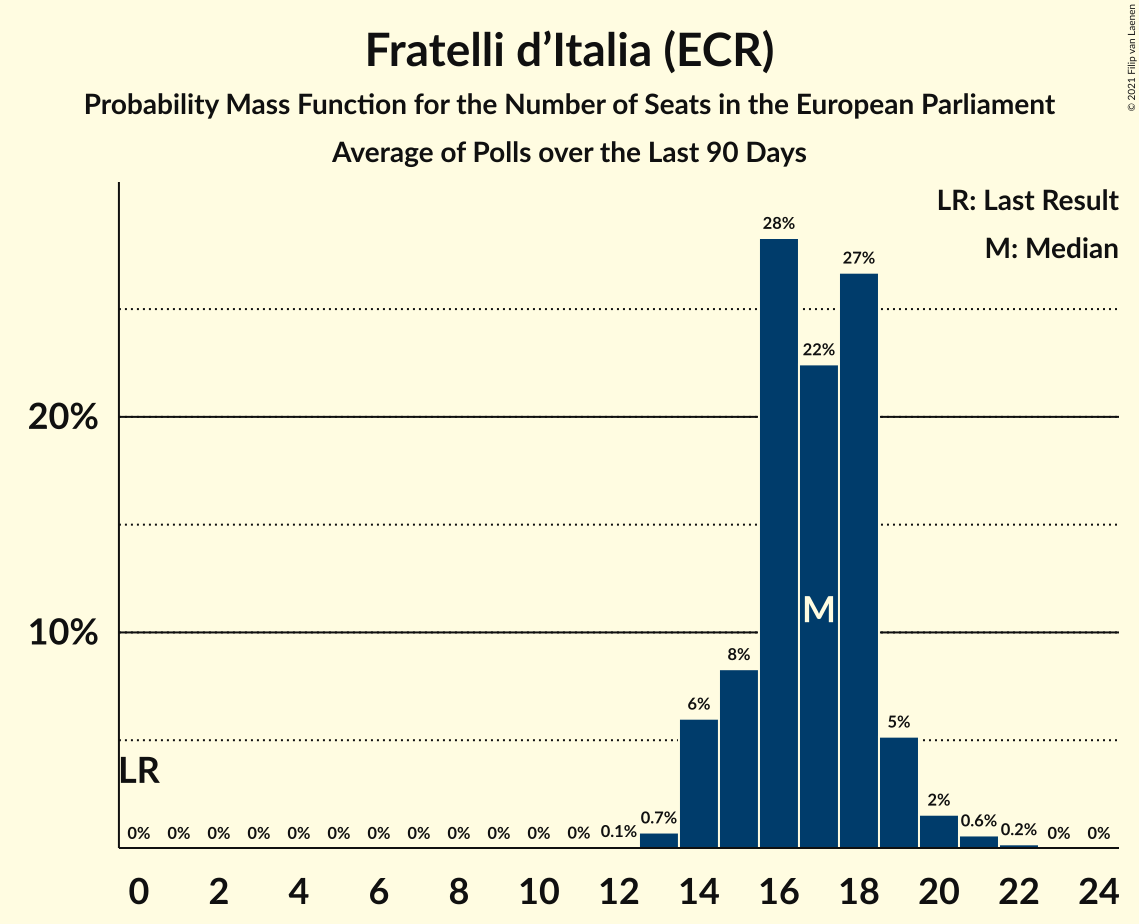 Fratelli d’Italia (ECR)
Probability Mass Function for the Number of Seats in the European Parliament
Average of Polls over the Last 90 Days
© 2021 Filip van Laenen
LR: Last Result
M: Median
20%
10%
LR
M
0% 0% 0% 0% 0% 0% 0% 0% 0% 0% 0% 0% 0.1% 0.7% 6% 8% 28% 22% 27% 5% 2% 0.6% 0.2% 0% 0%
0 2 4 6 8 10 12 14 16 18 20 22 24